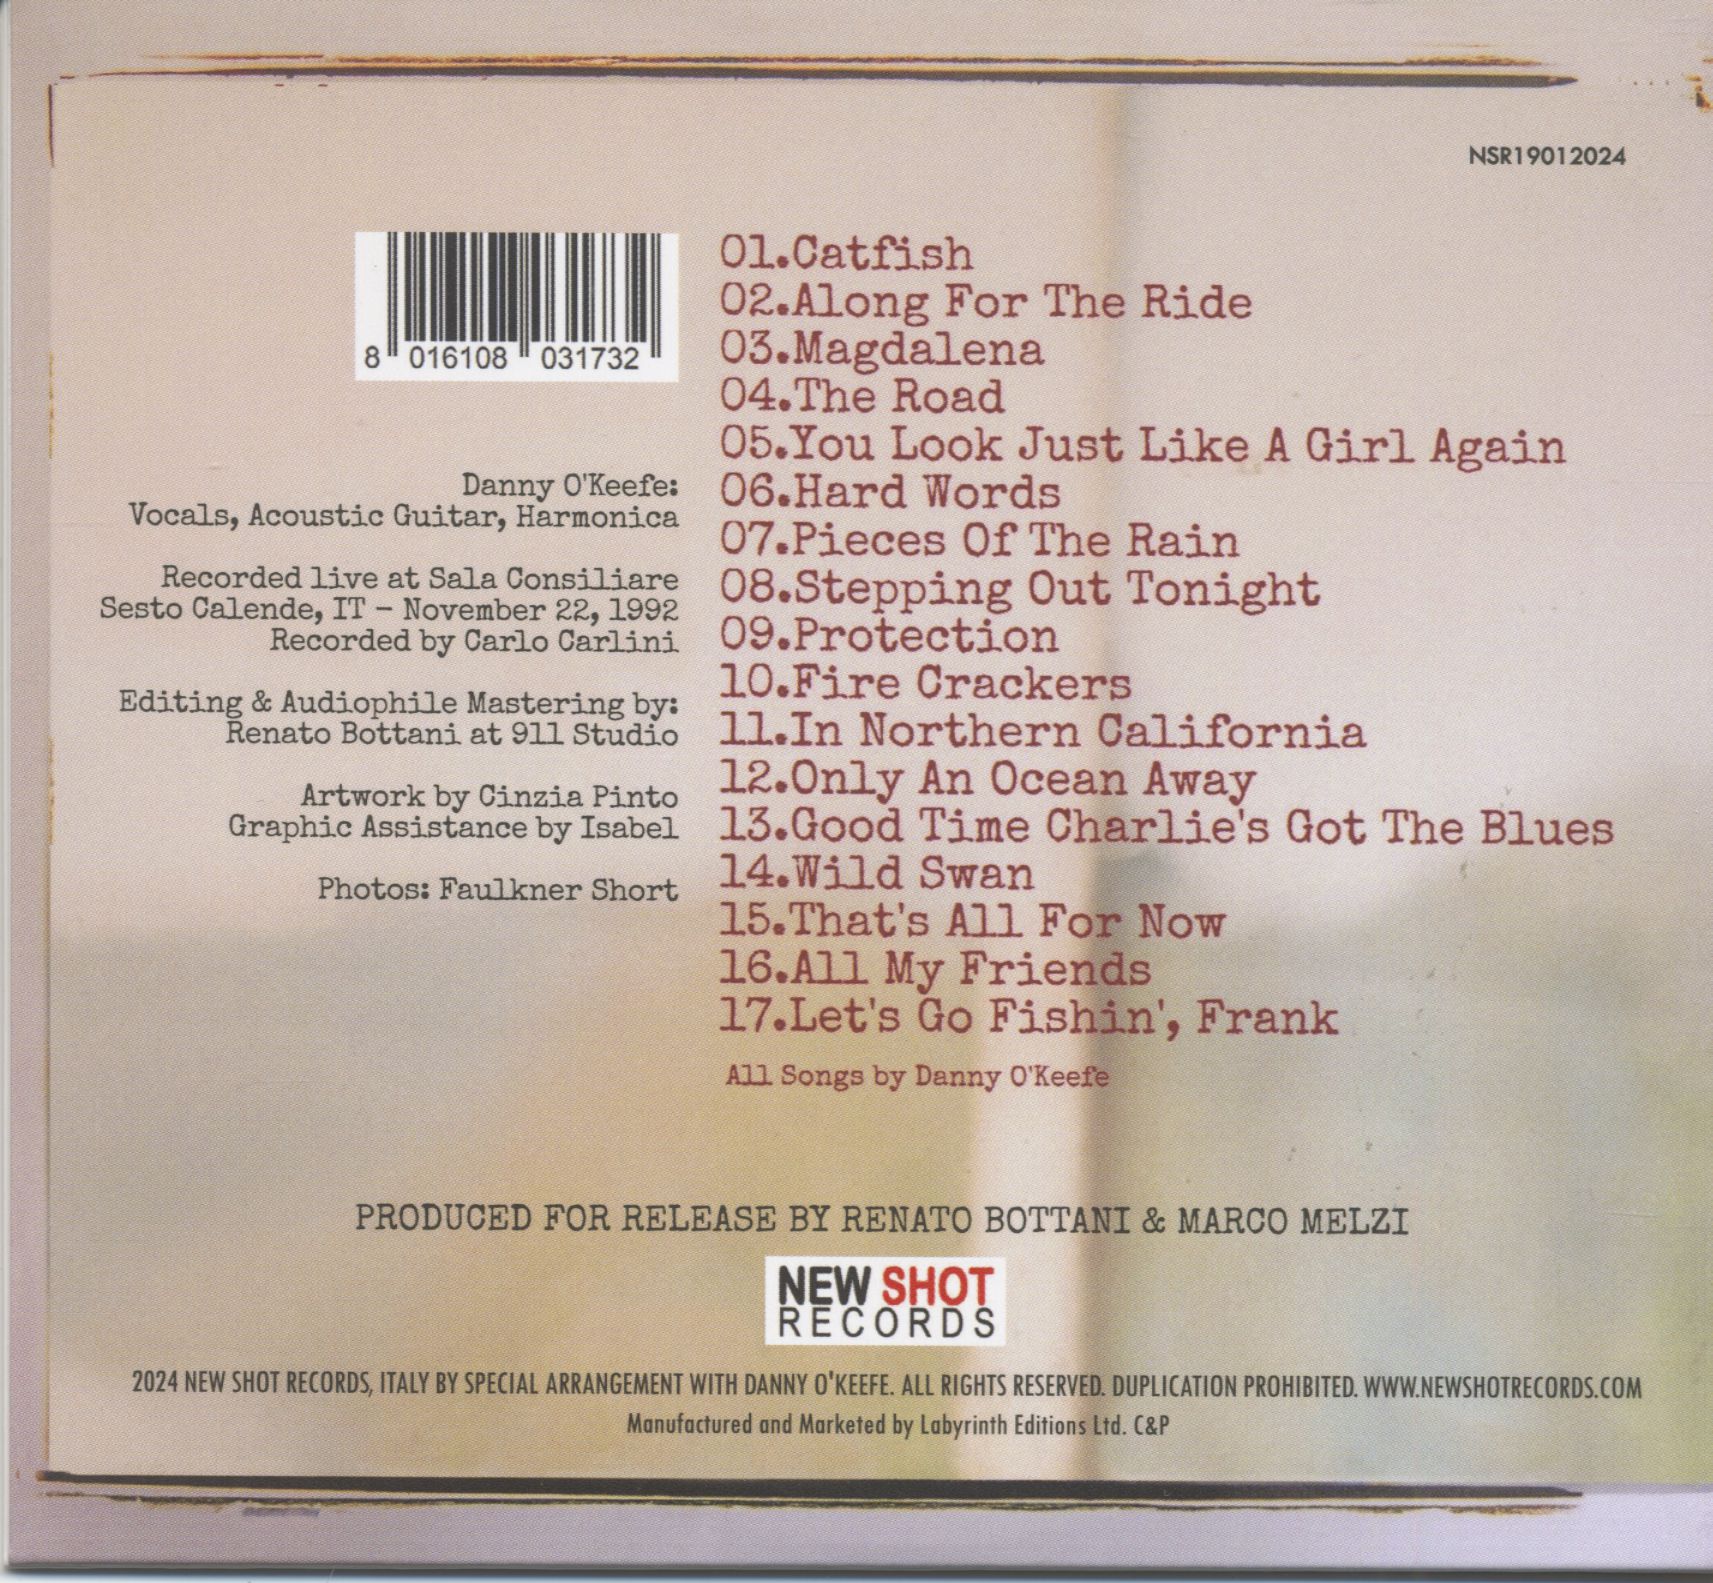 NSR19012024
8 016108 031732
Danny O'Keefe:
Vocals, Acoustic Guitar, Harmonica
Recorded live at Sala Consiliare
Sesto Calende, IT - November 22, 1992
Recorded by Carlo Carlini
Editing & Audiophile Mastering by:
Renato Bottani at 911 Studio
Artwork by Cinzia Pinto
Graphic Assistance by Isabel
Photos: Faulkner Short
01.Catfish
02.Along For The Ride
03.Magdalena
04.The Road
05.You Look Just Like A Girl Again
06.Hard Words
07.Pieces Of The Rain
08.Stepping Out Tonight
09.Protection
10.Fire Crackers
11.In Northern California
12.Only An Ocean Away
13.Good Time Charlie's Got The Blues
14.Wild Swan
15.That's All For Now
16.All My Friends
17.Let's Go Fishin', Frank
All Songs by Danny O'Keefe
PRODUCED FOR RELEASE BY RENATO BOTTANI & MARCO MELZI
NEW SHOT
RECORDS
2024 NEW SHOT RECORDS, ITALY BY SPECIAL ARRANGEMENT WITH DANNY O'KEEFE. ALL RIGHTS RESERVED. DUPLICATION PROHIBITED. WWW.NEWSHOTRECORDS.COM
Manufactured and Marketed by Labyrinth Editions Ltd. C&P